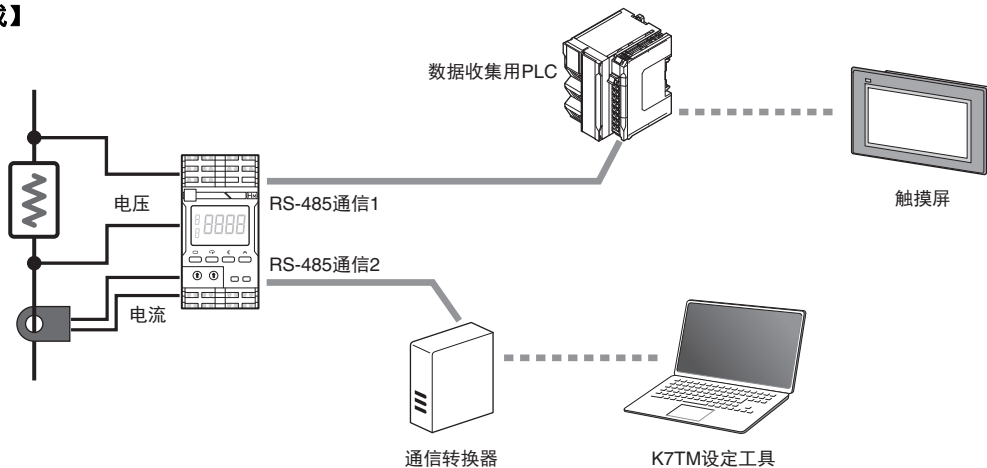 】
数据收集用PLC
触摸屏
电压
RS-485通信1
RS-485通信2
电流
通信转换器
K7TM设定工具